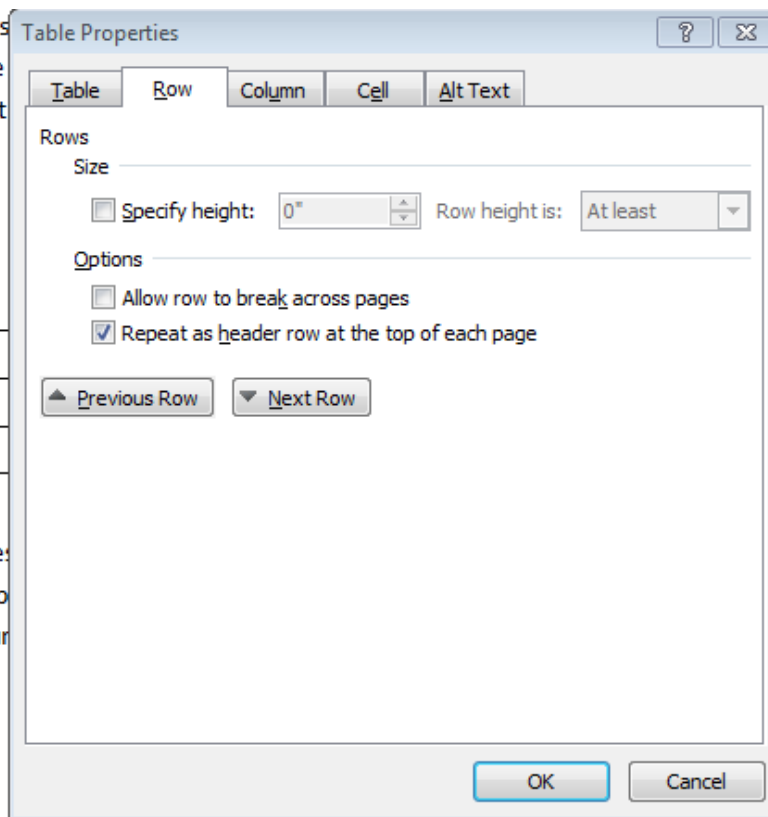 Table Properties
Table Row Column Cell Alt Text
Rows
Size
Specify height: 0" Row height is: At least
Options
Allow row to break across pages
Repeat as header row at the top of each page
Previous Row Next Row
OK Cancel